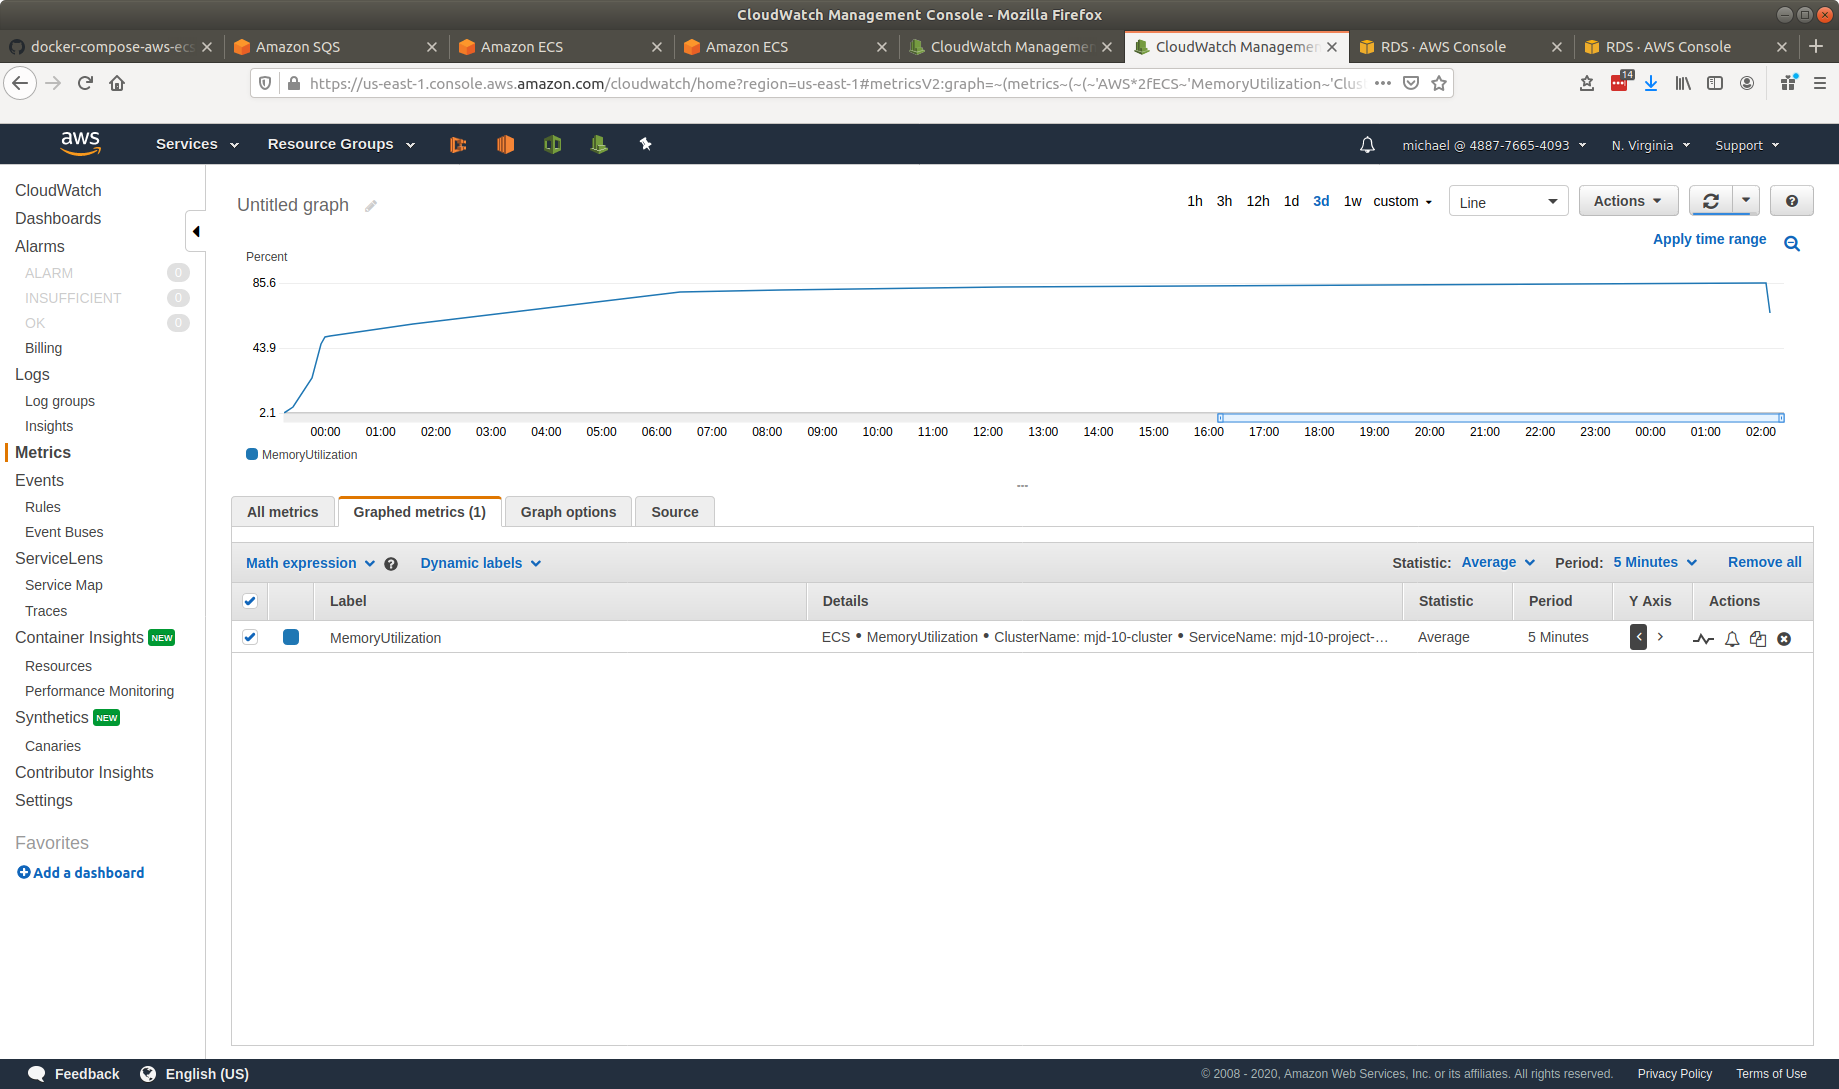 CloudWatch Management Console - Mozilla Firefox
docker-compose-aws-ecs
Amazon SQS
Amazon ECS
Amazon ECS
CloudWatch Managemen
CloudWatch Managemen
RDS · AWS Console
RDS · AWS Console
https://us-east-1.console.aws.amazon.com/cloudwatch/home?region=us-east-1#metricsV2:graph=~(metrics~(~(~'AWS*2fECS~'MemoryUtilization~'Clus
14
aws
Services
Resource Groups
michael @ 4887-7665-4093
N. Virginia
Support
CloudWatch
Dashboards
Alarms
ALARM 0
INSUFFICIENT 0
OK 0
Billing
Logs
Log groups
Insights
Metrics
Events
Rules
Event Buses
ServiceLens
Service Map
Traces
Container Insights NEW
Resources
Performance Monitoring
Synthetics NEW
Canaries
Contributor Insights
Settings
Favorites
Add a dashboard
Untitled graph
1h 3h 12h 1d 3d 1w custom
Line
Actions
Apply time range
Percent
85.6
43.9
2.1
00:00 01:00 02:00 03:00 04:00 05:00 06:00 07:00 08:00 09:00 10:00 11:00 12:00 13:00 14:00 15:00 16:00 17:00 18:00 19:00 20:00 21:00 22:00 23:00 00:00 01:00 02:00
MemoryUtilization
All metrics
Graphed metrics (1)
Graph options
Source
Math expression
Dynamic labels
Statistic: Average
Period: 5 Minutes
Remove all
Label Details Statistic Period Y Axis Actions
MemoryUtilization ECS • MemoryUtilization • ClusterName: mjd-10-cluster • ServiceName: mjd-10-project-... Average 5 Minutes
Feedback
English (US)
© 2008 - 2020, Amazon Web Services, Inc. or its affiliates. All rights reserved.
Privacy Policy
Terms of Use